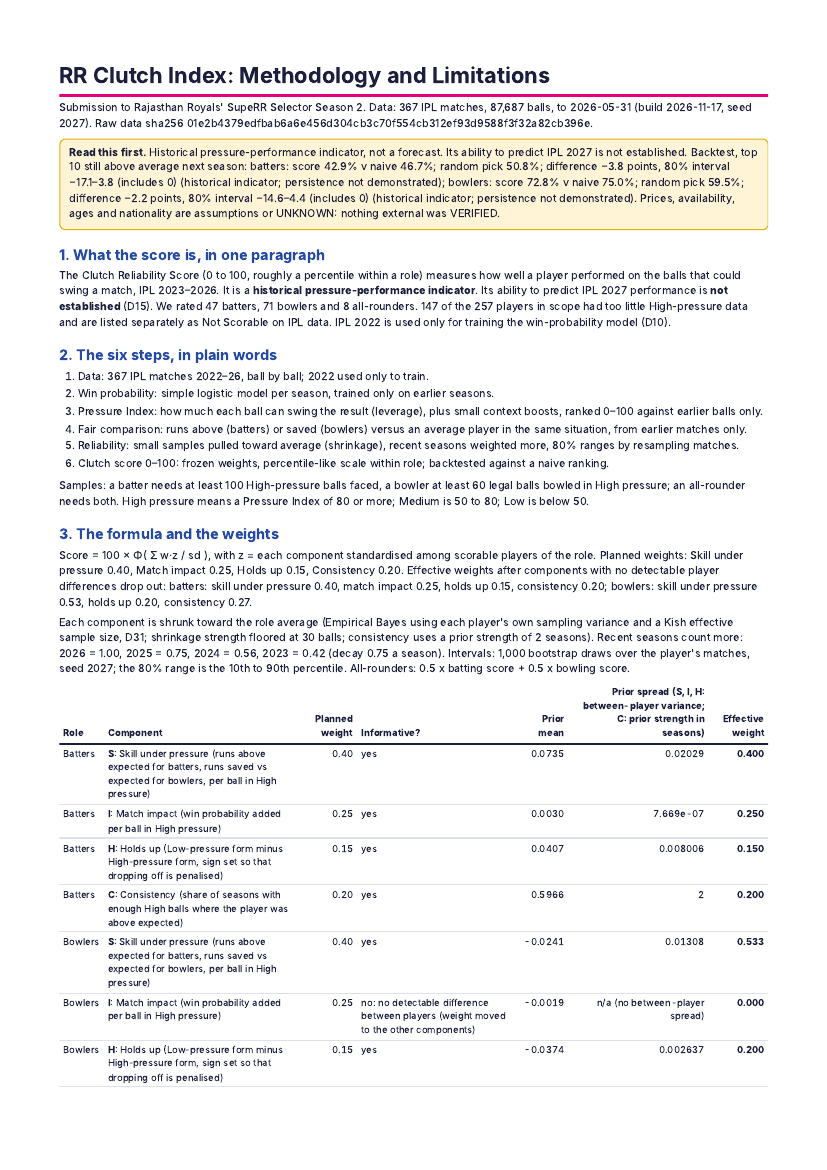 RR Clutch Index: Methodology and Limitations
Submission to Rajasthan Royals' SupeRR Selector Season 2. Data: 367 IPL matches, 87,687 balls, to 2026-05-31 (build 2026-11-17, seed
2027). Raw data sha256 01e2b4379edfbab6a6e456d304cb3c70f554cb312ef93d9588f3f32a82cb396e.
Read this first. Historical pressure-performance indicator, not a forecast. Its ability to predict IPL 2027 is not established. Backtest, top
10 still above average next season: batters: score 42.9% v naive 46.7%; random pick 50.8%; difference −3.8 points, 80% interval
−17.1–3.8 (includes 0) (historical indicator; persistence not demonstrated); bowlers: score 72.8% v naive 75.0%; random pick 59.5%;
difference −2.2 points, 80% interval −14.6–4.4 (includes 0) (historical indicator; persistence not demonstrated). Prices, availability,
ages and nationality are assumptions or UNKNOWN: nothing external was VERIFIED.
1. What the score is, in one paragraph
The Clutch Reliability Score (0 to 100, roughly a percentile within a role) measures how well a player performed on the balls that could
swing a match, IPL 2023–2026. It is a historical pressure-performance indicator. Its ability to predict IPL 2027 performance is not
established (D15). We rated 47 batters, 71 bowlers and 8 all-rounders. 147 of the 257 players in scope had too little High-pressure data
and are listed separately as Not Scorable on IPL data. IPL 2022 is used only for training the win-probability model (D10).
2. The six steps, in plain words
1. Data: 367 IPL matches 2022–26, ball by ball; 2022 used only to train.
2. Win probability: simple logistic model per season, trained only on earlier seasons.
3. Pressure Index: how much each ball can swing the result (leverage), plus small context boosts, ranked 0–100 against earlier balls only.
4. Fair comparison: runs above (batters) or saved (bowlers) versus an average player in the same situation, from earlier matches only.
5. Reliability: small samples pulled toward average (shrinkage), recent seasons weighted more, 80% ranges by resampling matches.
6. Clutch score 0–100: frozen weights, percentile-like scale within role; backtested against a naive ranking.
Samples: a batter needs at least 100 High-pressure balls faced, a bowler at least 60 legal balls bowled in High pressure; an all-rounder
needs both. High pressure means a Pressure Index of 80 or more; Medium is 50 to 80; Low is below 50.
3. The formula and the weights
Score = 100 × Φ( Σ w·z / sd ), with z = each component standardised among scorable players of the role. Planned weights: Skill under
pressure 0.40, Match impact 0.25, Holds up 0.15, Consistency 0.20. Effective weights after components with no detectable player
differences drop out: batters: skill under pressure 0.40, match impact 0.25, holds up 0.15, consistency 0.20; bowlers: skill under pressure
0.53, holds up 0.20, consistency 0.27.
Each component is shrunk toward the role average (Empirical Bayes using each player's own sampling variance and a Kish effective
sample size, D31; shrinkage strength floored at 30 balls; consistency uses a prior strength of 2 seasons). Recent seasons count more:
2026 = 1.00, 2025 = 0.75, 2024 = 0.56, 2023 = 0.42 (decay 0.75 a season). Intervals: 1,000 bootstrap draws over the player's matches,
seed 2027; the 80% range is the 10th to 90th percentile. All-rounders: 0.5 x batting score + 0.5 x bowling score.
Prior spread (S, I, H:
between-player variance;
Planned Prior C: prior strength in Effective
Role Component weight Informative? mean seasons) weight
Batters S: Skill under pressure (runs above 0.40 yes 0.0735 0.02029 0.400
expected for batters, runs saved vs
expected for bowlers, per ball in High
pressure)
Batters I: Match impact (win probability added 0.25 yes 0.0030 7.669e-07 0.250
per ball in High pressure)
Batters H: Holds up (Low-pressure form minus 0.15 yes 0.0407 0.008006 0.150
High-pressure form, sign set so that
dropping off is penalised)
Batters C: Consistency (share of seasons with 0.20 yes 0.5966 2 0.200
enough High balls where the player was
above expected)
Bowlers S: Skill under pressure (runs above 0.40 yes -0.0241 0.01308 0.533
expected for batters, runs saved vs
expected for bowlers, per ball in High
pressure)
Bowlers I: Match impact (win probability added 0.25 no: no detectable difference -0.0019 n/a (no between-player 0.000
per ball in High pressure) between players (weight moved spread)
to the other components)
Bowlers H: Holds up (Low-pressure form minus 0.15 yes -0.0374 0.002637 0.200
High-pressure form, sign set so that
dropping off is penalised)